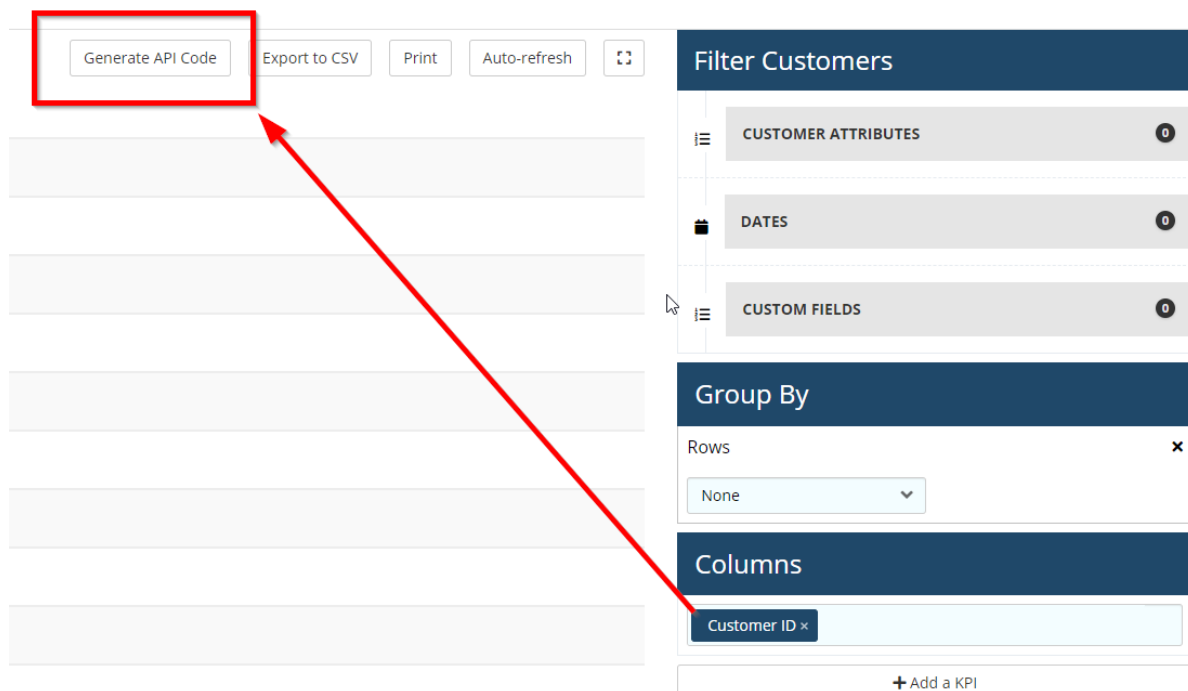 Generate API Code
Export to CSV
Print
Auto-refresh
Filter Customers
CUSTOMER ATTRIBUTES
0
DATES
0
CUSTOM FIELDS
0
Group By
Rows
×
None
Columns
Customer ID ×
+ Add a KPI